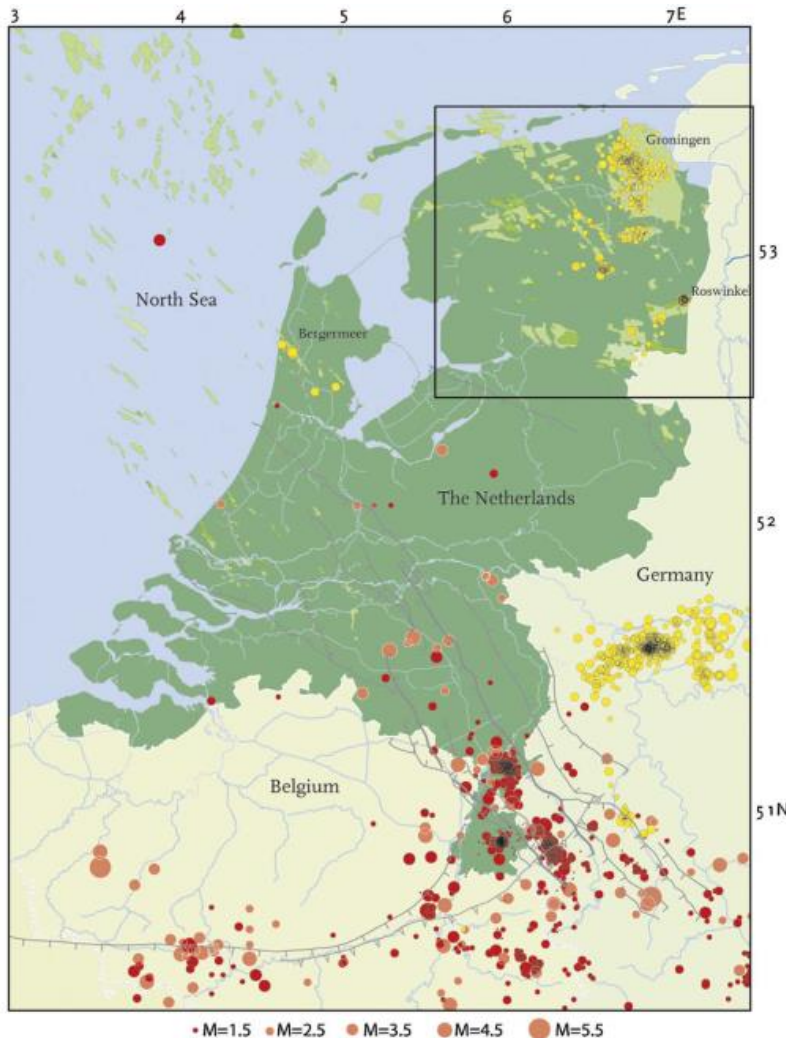 3 4 5 6 7E
Groningen
53
North Sea
Roswinkel
Bergermeer
The Netherlands
52
Germany
Belgium
51N
M=1.5 M=2.5 M=3.5 M=4.5 M=5.5